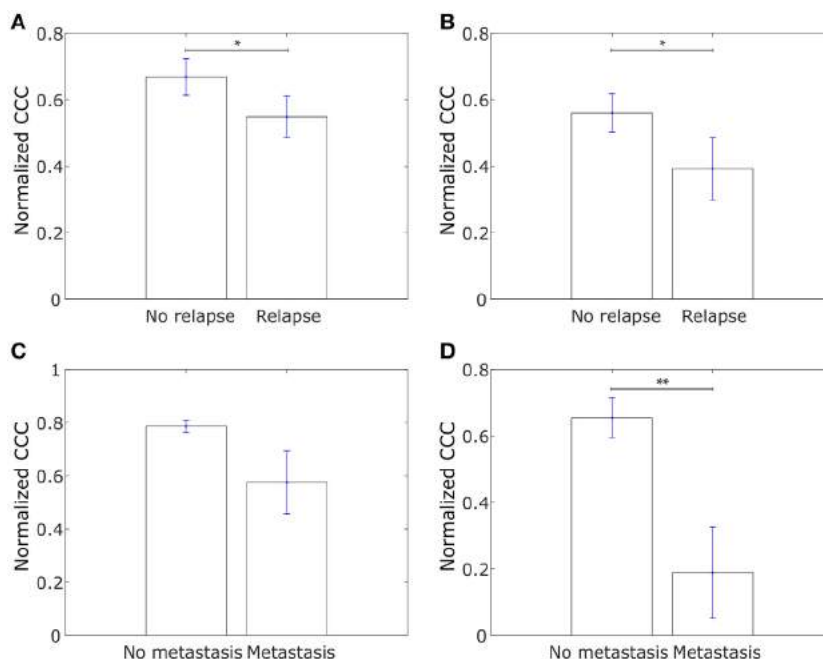 A
0.8
*
0.6
0.4
0.2
0
Normalized CCC
No relapse Relapse
B
0.8
*
0.6
0.4
0.2
0
Normalized CCC
No relapse Relapse
C
1
0.8
0.6
0.4
0.2
0
Normalized CCC
No metastasis Metastasis
D
0.8
**
0.6
0.4
0.2
0
Normalized CCC
No metastasis Metastasis